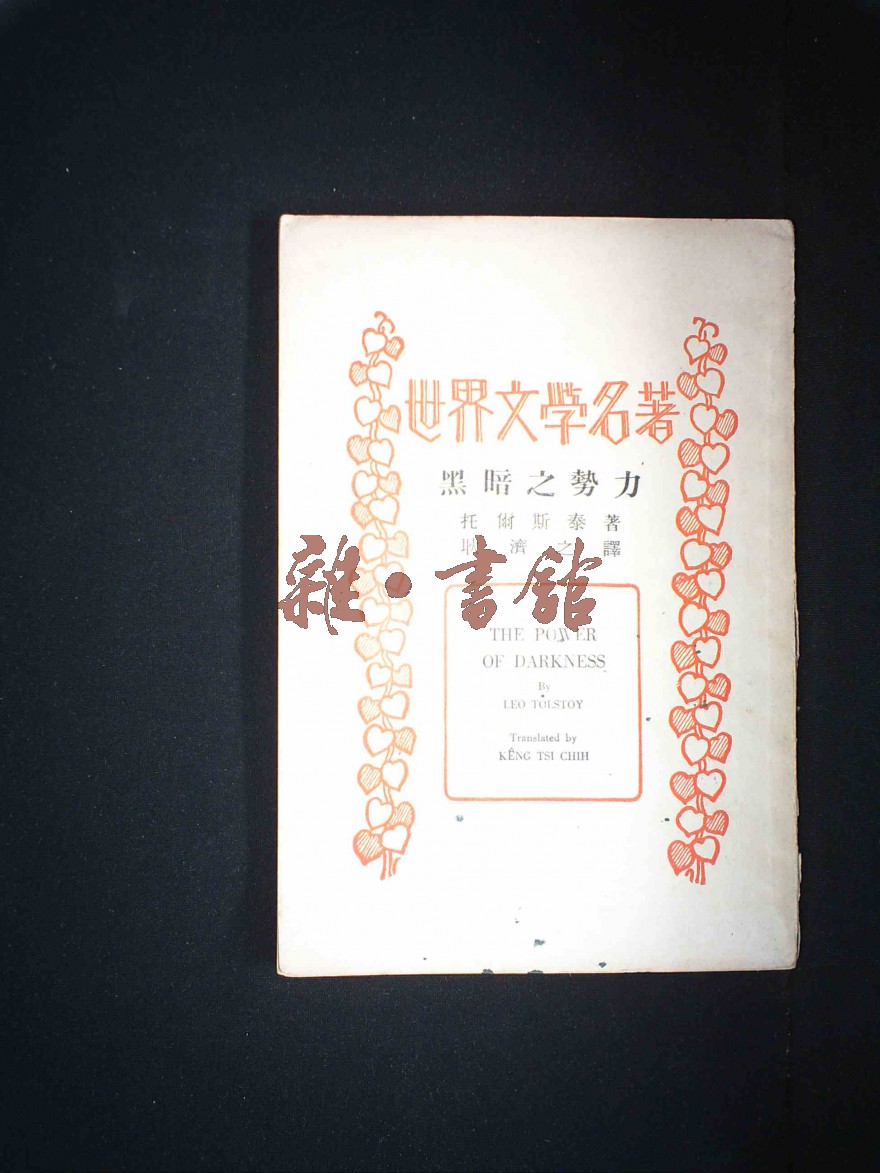 世界文學名著
黑暗之勢力
托爾斯泰著
耿濟之譯
雜·書館
THE POWER
OF DARKNESS
By
LEO TOLSTOY
Translated by
KÊNG TSI CHIH